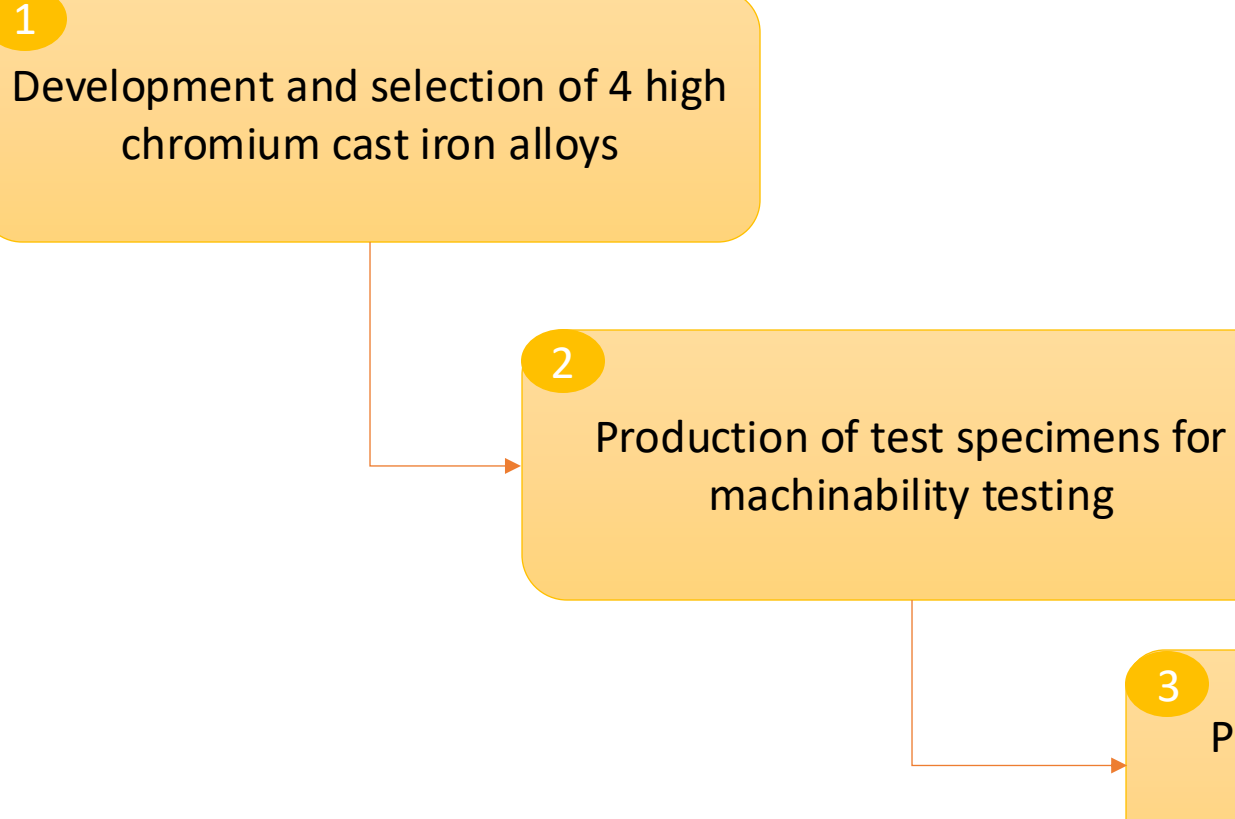 1
Development and selection of 4 high
chromium cast iron alloys
2
Production of test specimens for
machinability testing
3
P